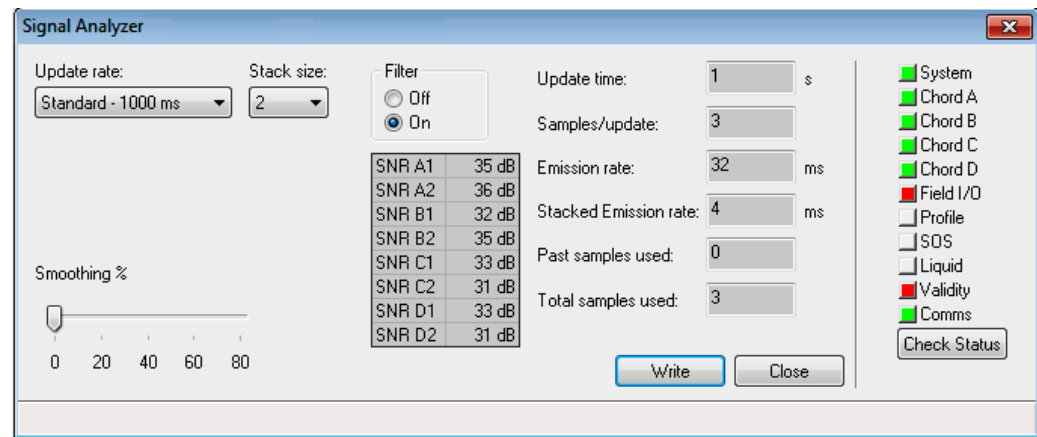 Signal Analyzer
Update rate:
Standard - 1000 ms
Stack size:
2
Filter
Off
On
SNR A1 35 dB
SNR A2 36 dB
SNR B1 32 dB
SNR B2 35 dB
SNR C1 33 dB
SNR C2 31 dB
SNR D1 33 dB
SNR D2 31 dB
Smoothing %
0 20 40 60 80
Update time: 1 s
Samples/update: 3
Emission rate: 32 ms
Stacked Emission rate: 4 ms
Past samples used: 0
Total samples used: 3
Write
Close
System
Chord A
Chord B
Chord C
Chord D
Field I/O
Profile
SOS
Liquid
Validity
Comms
Check Status